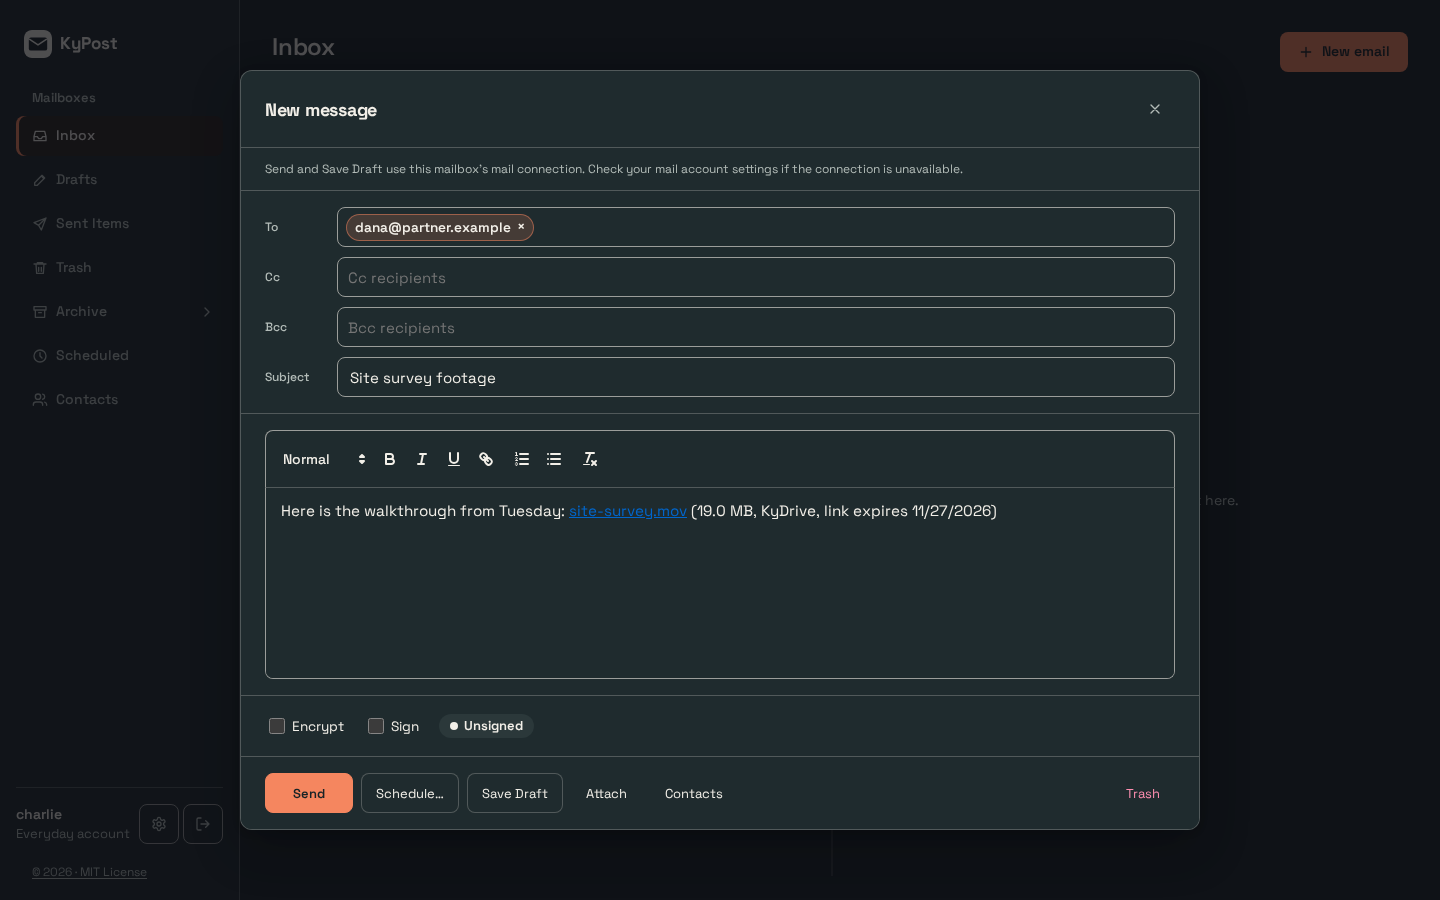 KyPost
Inbox
New email
Mailboxes
Inbox
Drafts
Sent Items
Trash
Archive
Scheduled
Contacts
New message
Send and Save Draft use this mailbox's mail connection. Check your mail account settings if the connection is unavailable.
To
dana@partner.example ×
Cc
Cc recipients
Bcc
Bcc recipients
Subject
Site survey footage
Normal
Here is the walkthrough from Tuesday: site-survey.mov (19.0 MB, KyDrive, link expires 11/27/2026)
here.
Encrypt
Sign
Unsigned
Send
Schedule...
Save Draft
Attach
Contacts
Trash
charlie
Everyday account
© 2026 · MIT License